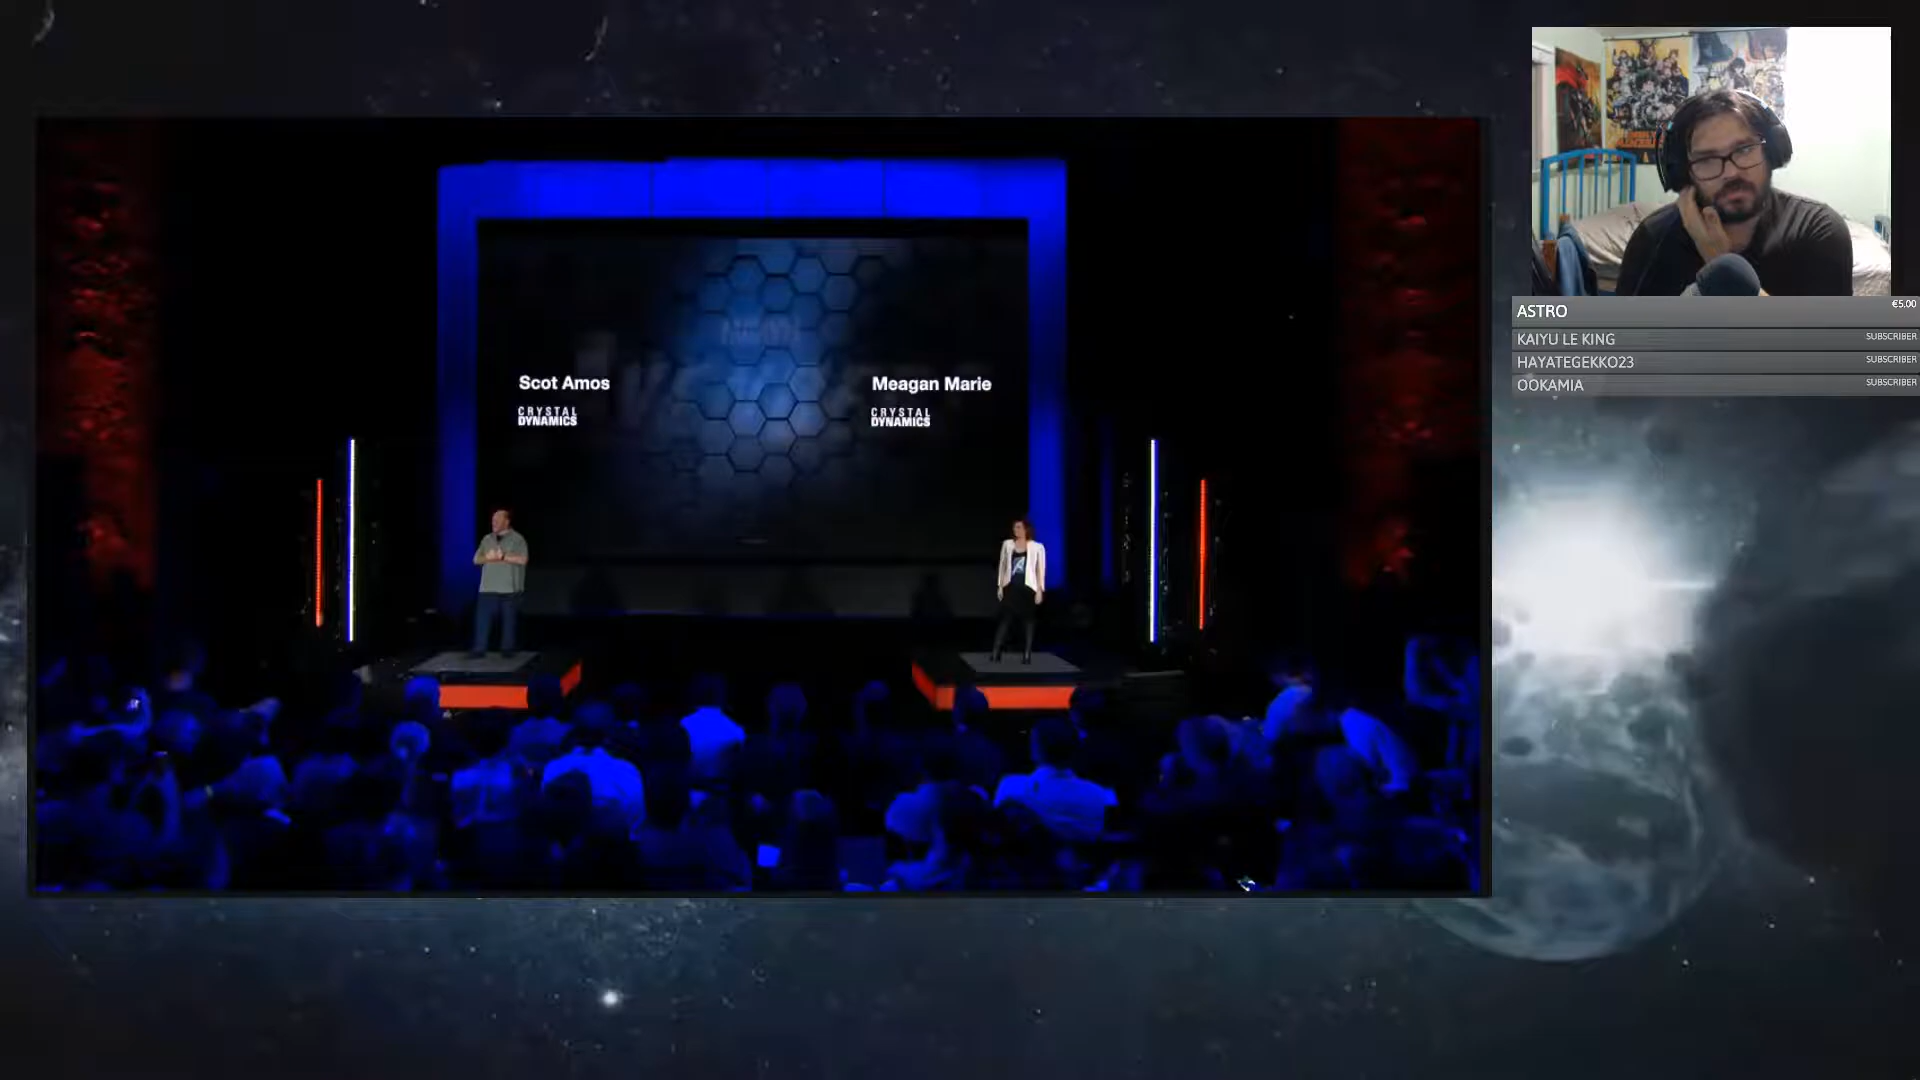 Scot Amos
CRYSTAL
DYNAMICS
Meagan Marie
CRYSTAL
DYNAMICS
ASTRO €5.00
KAIYU LE KING SUBSCRIBER
HAYATEGEKKO23 SUBSCRIBER
OOKAMIA SUBSCRIBER